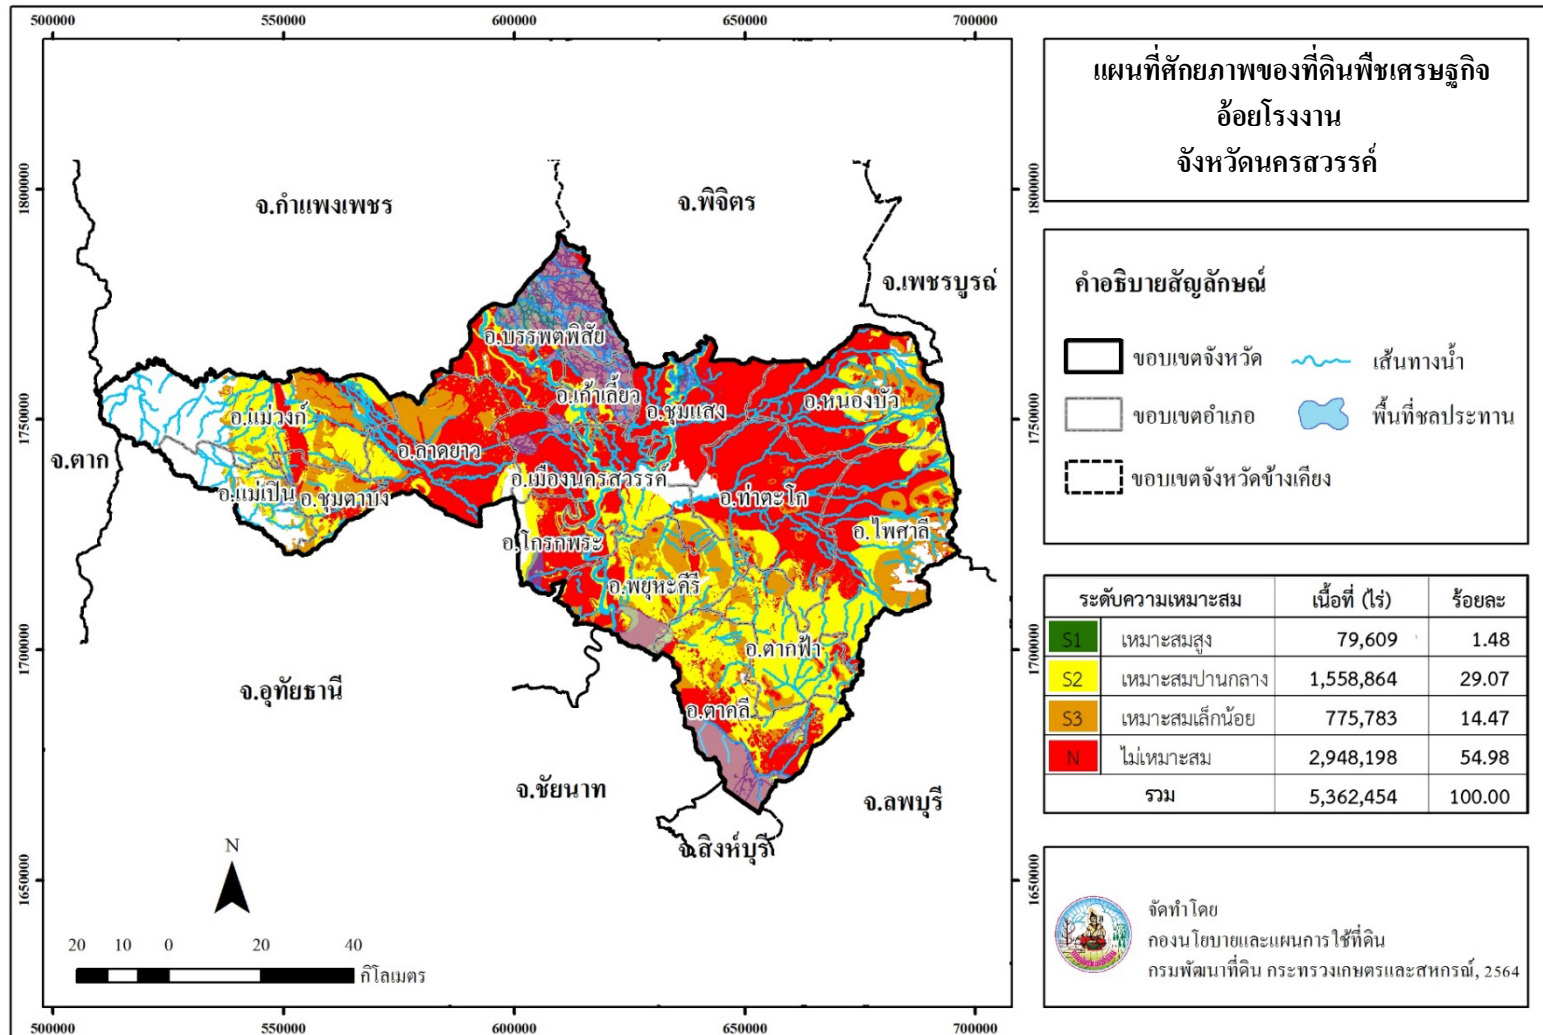 500000 550000 600000 650000 700000
แผนที่ศักยภาพของที่ดินพืชเศรษฐกิจ
อ้อยโรงงาน
จังหวัดนครสวรรค์
1800000 1800000
จ.กำแพงเพชร
จ.พิจิตร
จ.เพชรบูรณ์
จ.ตาก
จ.อุทัยธานี
จ.ชัยนาท
จ.สิงห์บุรี
จ.ลพบุรี
อ.บรรพตพิสัย
อ.เก้าเลี้ยว
อ.ชุมแสง
อ.หนองบัว
อ.แม่วงก์
อ.ลาดยาว
อ.แม่เปิน
อ.ชุมตาบง
อ.เมืองนครสวรรค์
อ.ท่าตะโก
อ.ไพศาลี
อ.โกรกพระ
อ.พยุหะคีรี
อ.ตากฟ้า
อ.ตาคลี
1750000 1750000
1700000 1700000
1650000 1650000
คำอธิบายสัญลักษณ์
ขอบเขตจังหวัด เส้นทางน้ำ
ขอบเขตอำเภอ พื้นที่ชลประทาน
ขอบเขตจังหวัดข้างเคียง
ระดับความเหมาะสม เนื้อที่ (ไร่) ร้อยละ
S1 เหมาะสมสูง 79,609 1.48
S2 เหมาะสมปานกลาง 1,558,864 29.07
S3 เหมาะสมเล็กน้อย 775,783 14.47
N ไม่เหมาะสม 2,948,198 54.98
รวม 5,362,454 100.00
N
20 10 0 20 40
กิโลเมตร
จัดทำโดย
กองนโยบายและแผนการใช้ที่ดิน
กรมพัฒนาที่ดิน กระทรวงเกษตรและสหกรณ์, 2564
500000 550000 600000 650000 700000